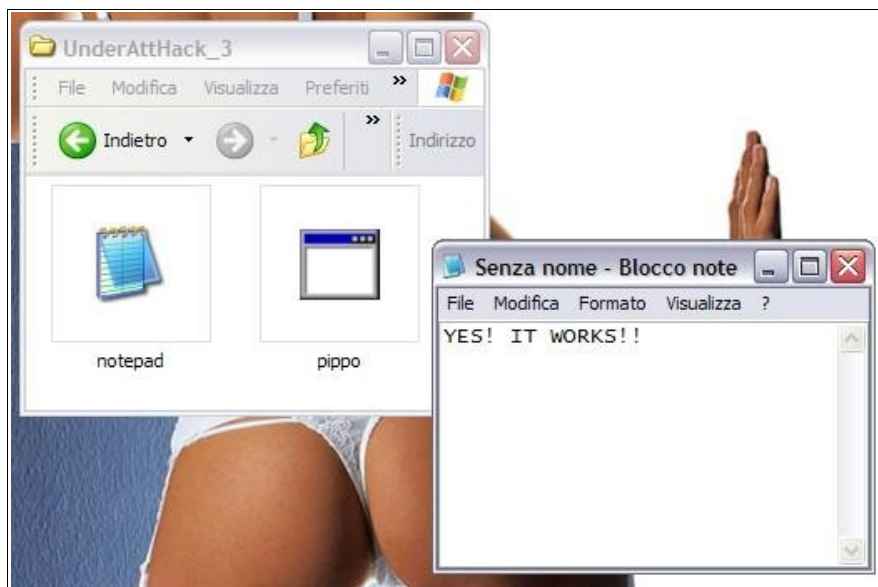 UnderAttHack_3
File Modifica Visualizza Preferiti »
Indietro » Indirizzo
notepad pippo
Senza nome - Blocco note
File Modifica Formato Visualizza ?
YES! IT WORKS!!